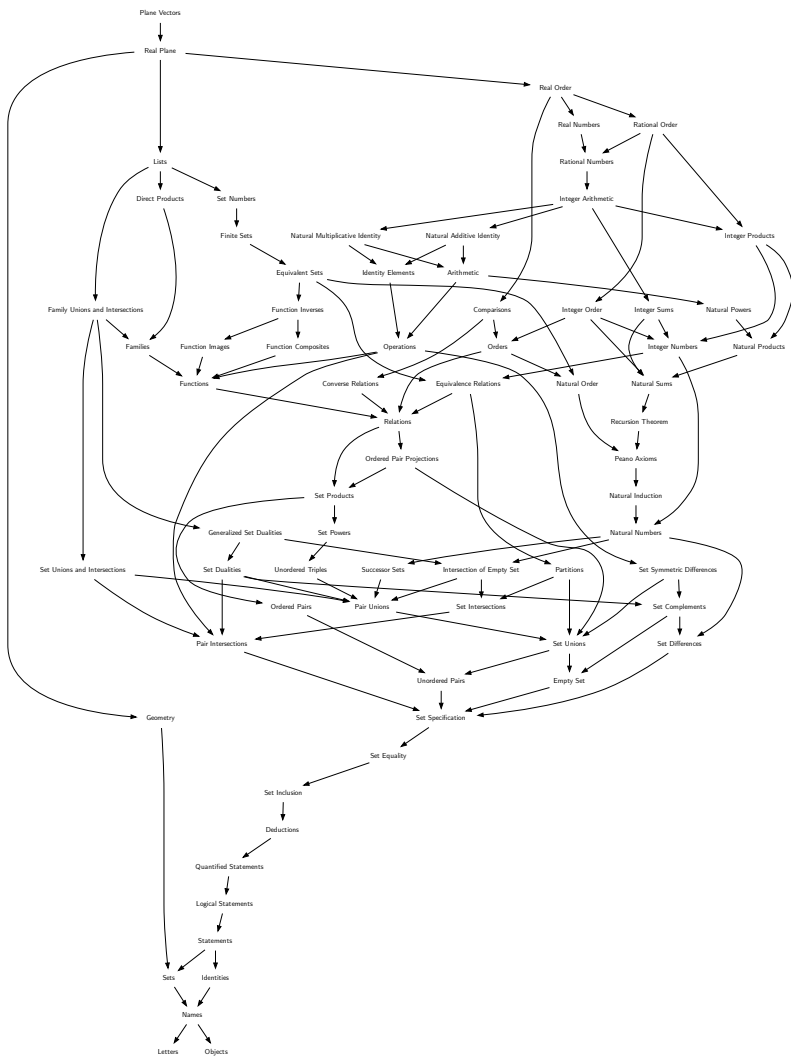 Plane Vectors
Real Plane
Real Order
Real Numbers
Rational Order
Lists
Rational Numbers
Direct Products
Set Numbers
Integer Arithmetic
Finite Sets
Natural Multiplicative Identity
Natural Additive Identity
Integer Products
Equivalent Sets
Identity Elements
Arithmetic
Family Unions and Intersections
Function Inverses
Comparisons
Integer Order
Integer Sums
Natural Powers
Families
Function Images
Function Composites
Operations
Orders
Integer Numbers
Natural Products
Functions
Converse Relations
Equivalence Relations
Natural Order
Natural Sums
Relations
Recursion Theorem
Ordered Pair Projections
Peano Axioms
Set Products
Natural Induction
Generalized Set Dualities
Set Powers
Natural Numbers
Set Unions and Intersections
Set Dualities
Unordered Triples
Successor Sets
Intersection of Empty Set
Partitions
Set Symmetric Differences
Ordered Pairs
Pair Unions
Set Intersections
Set Complements
Pair Intersections
Set Unions
Set Differences
Unordered Pairs
Empty Set
Geometry
Set Specification
Set Equality
Set Inclusion
Deductions
Quantified Statements
Logical Statements
Statements
Sets
Identities
Names
Letters
Objects